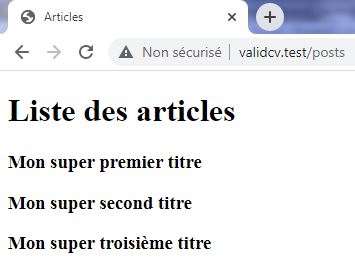 Articles
Non sécurisé | validcv.test/posts
Liste des articles
Mon super premier titre
Mon super second titre
Mon super troisième titre